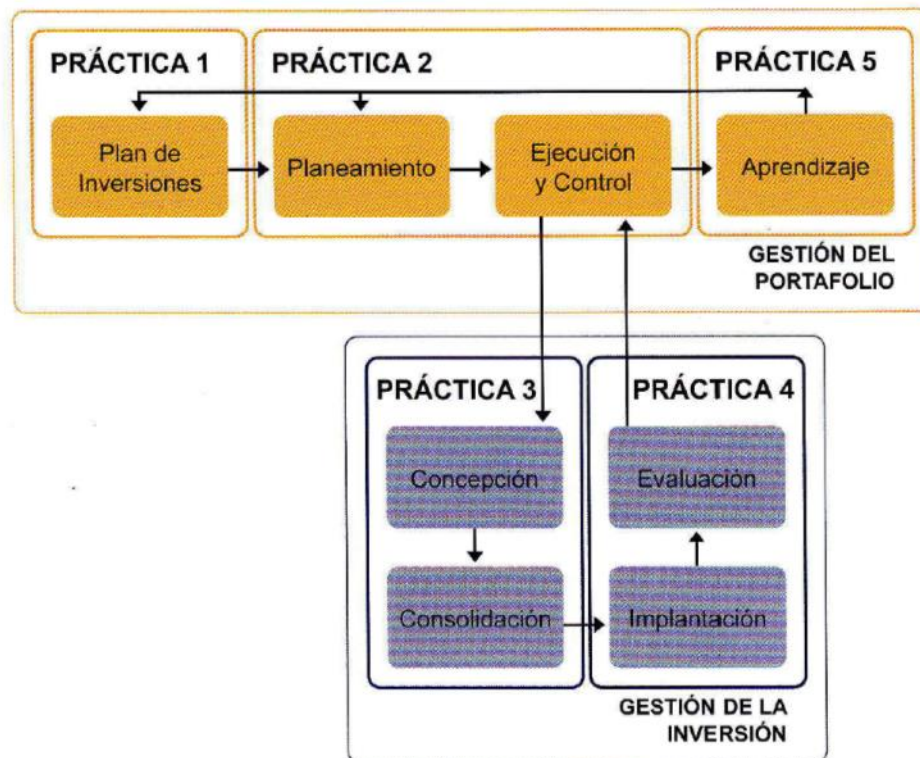 PRÁCTICA 1
PRÁCTICA 2
PRÁCTICA 5
Plan de
Inversiones
Planeamiento
Ejecución
y Control
Aprendizaje
GESTIÓN DEL
PORTAFOLIO
PRÁCTICA 3
PRÁCTICA 4
Concepción
Evaluación
Consolidación
Implantación
GESTIÓN DE LA
INVERSIÓN